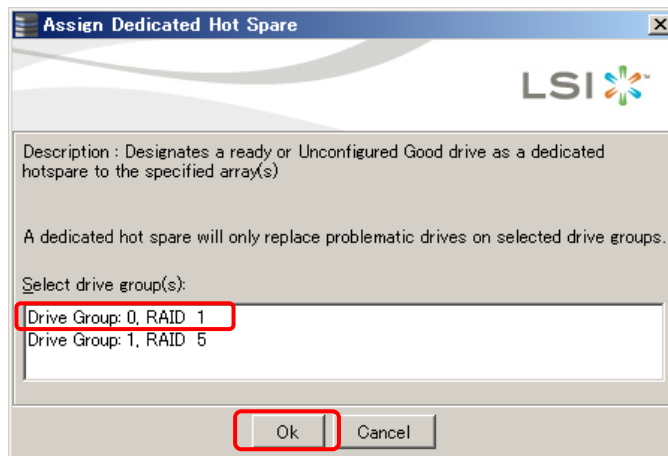 Assign Dedicated Hot Spare
LSI
Description : Designates a ready or Unconfigured Good drive as a dedicated
hotspare to the specified array(s)
A dedicated hot spare will only replace problematic drives on selected drive groups.
Select drive group(s):
Drive Group: 0, RAID 1
Drive Group: 1, RAID 5
Ok Cancel